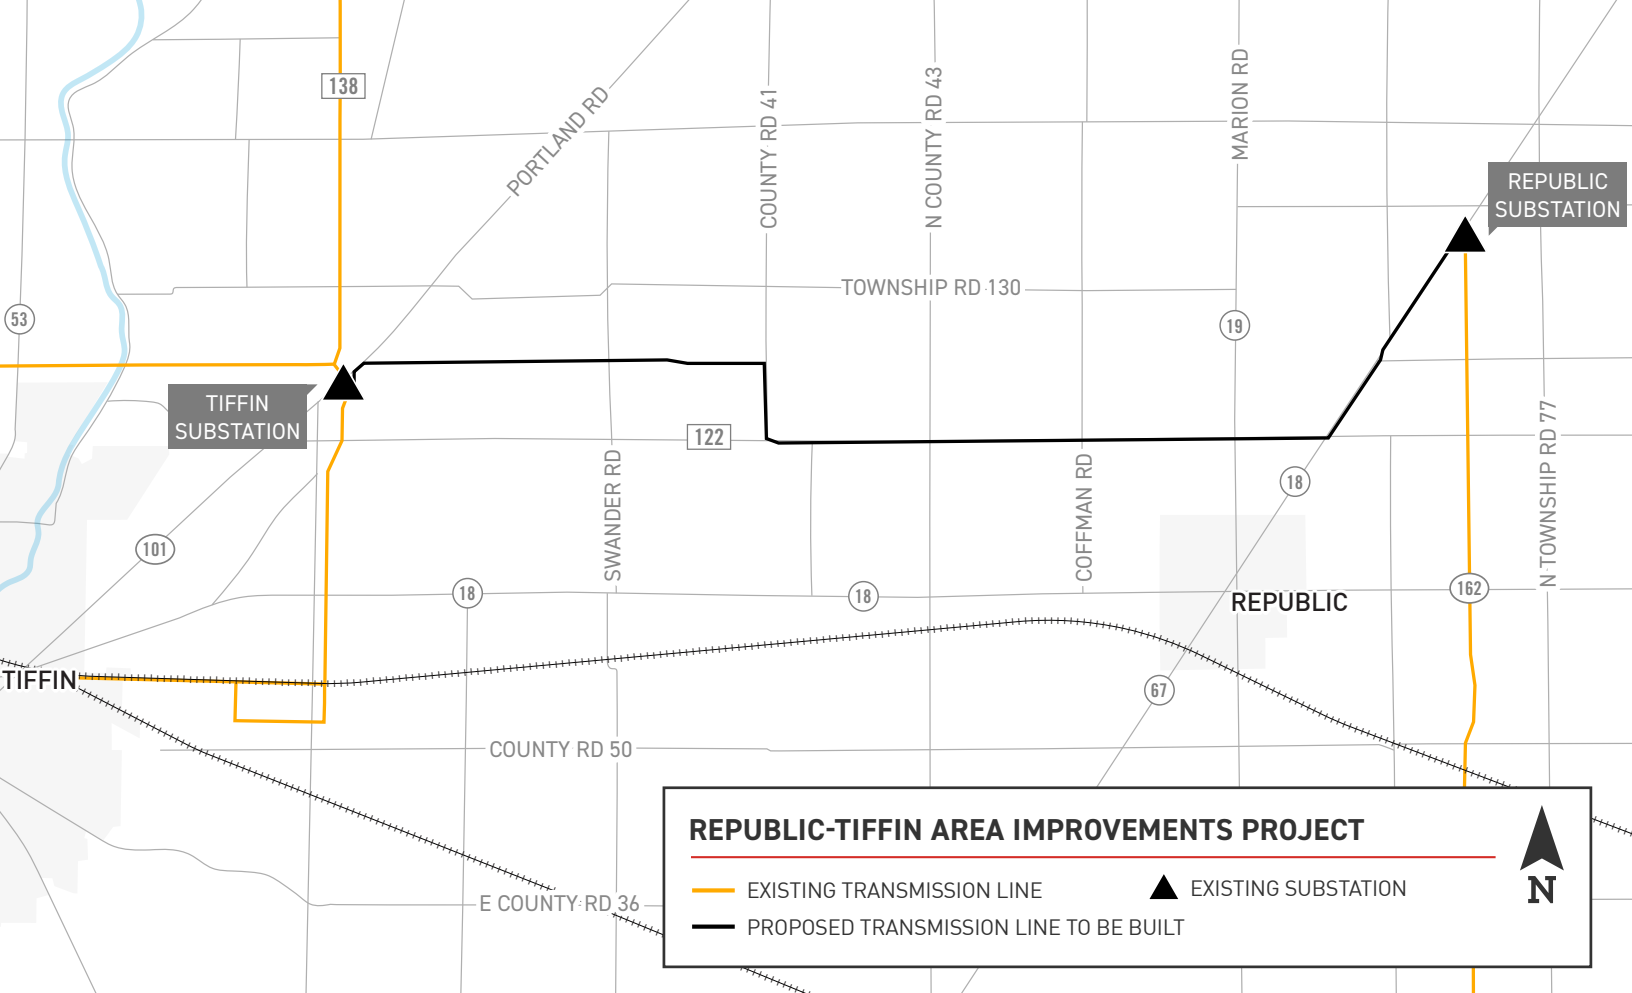 138
PORTLAND RD
COUNTY RD 41
N COUNTY RD 43
MARION RD
REPUBLIC
SUBSTATION
TOWNSHIP RD 130
53
19
TIFFIN
SUBSTATION
122
SWANDER RD
COFFMAN RD
18
N TOWNSHIP RD 77
101
18
18
162
REPUBLIC
TIFFIN
67
COUNTY RD 50
E COUNTY RD 36
REPUBLIC-TIFFIN AREA IMPROVEMENTS PROJECT
EXISTING TRANSMISSION LINE
EXISTING SUBSTATION
PROPOSED TRANSMISSION LINE TO BE BUILT
N